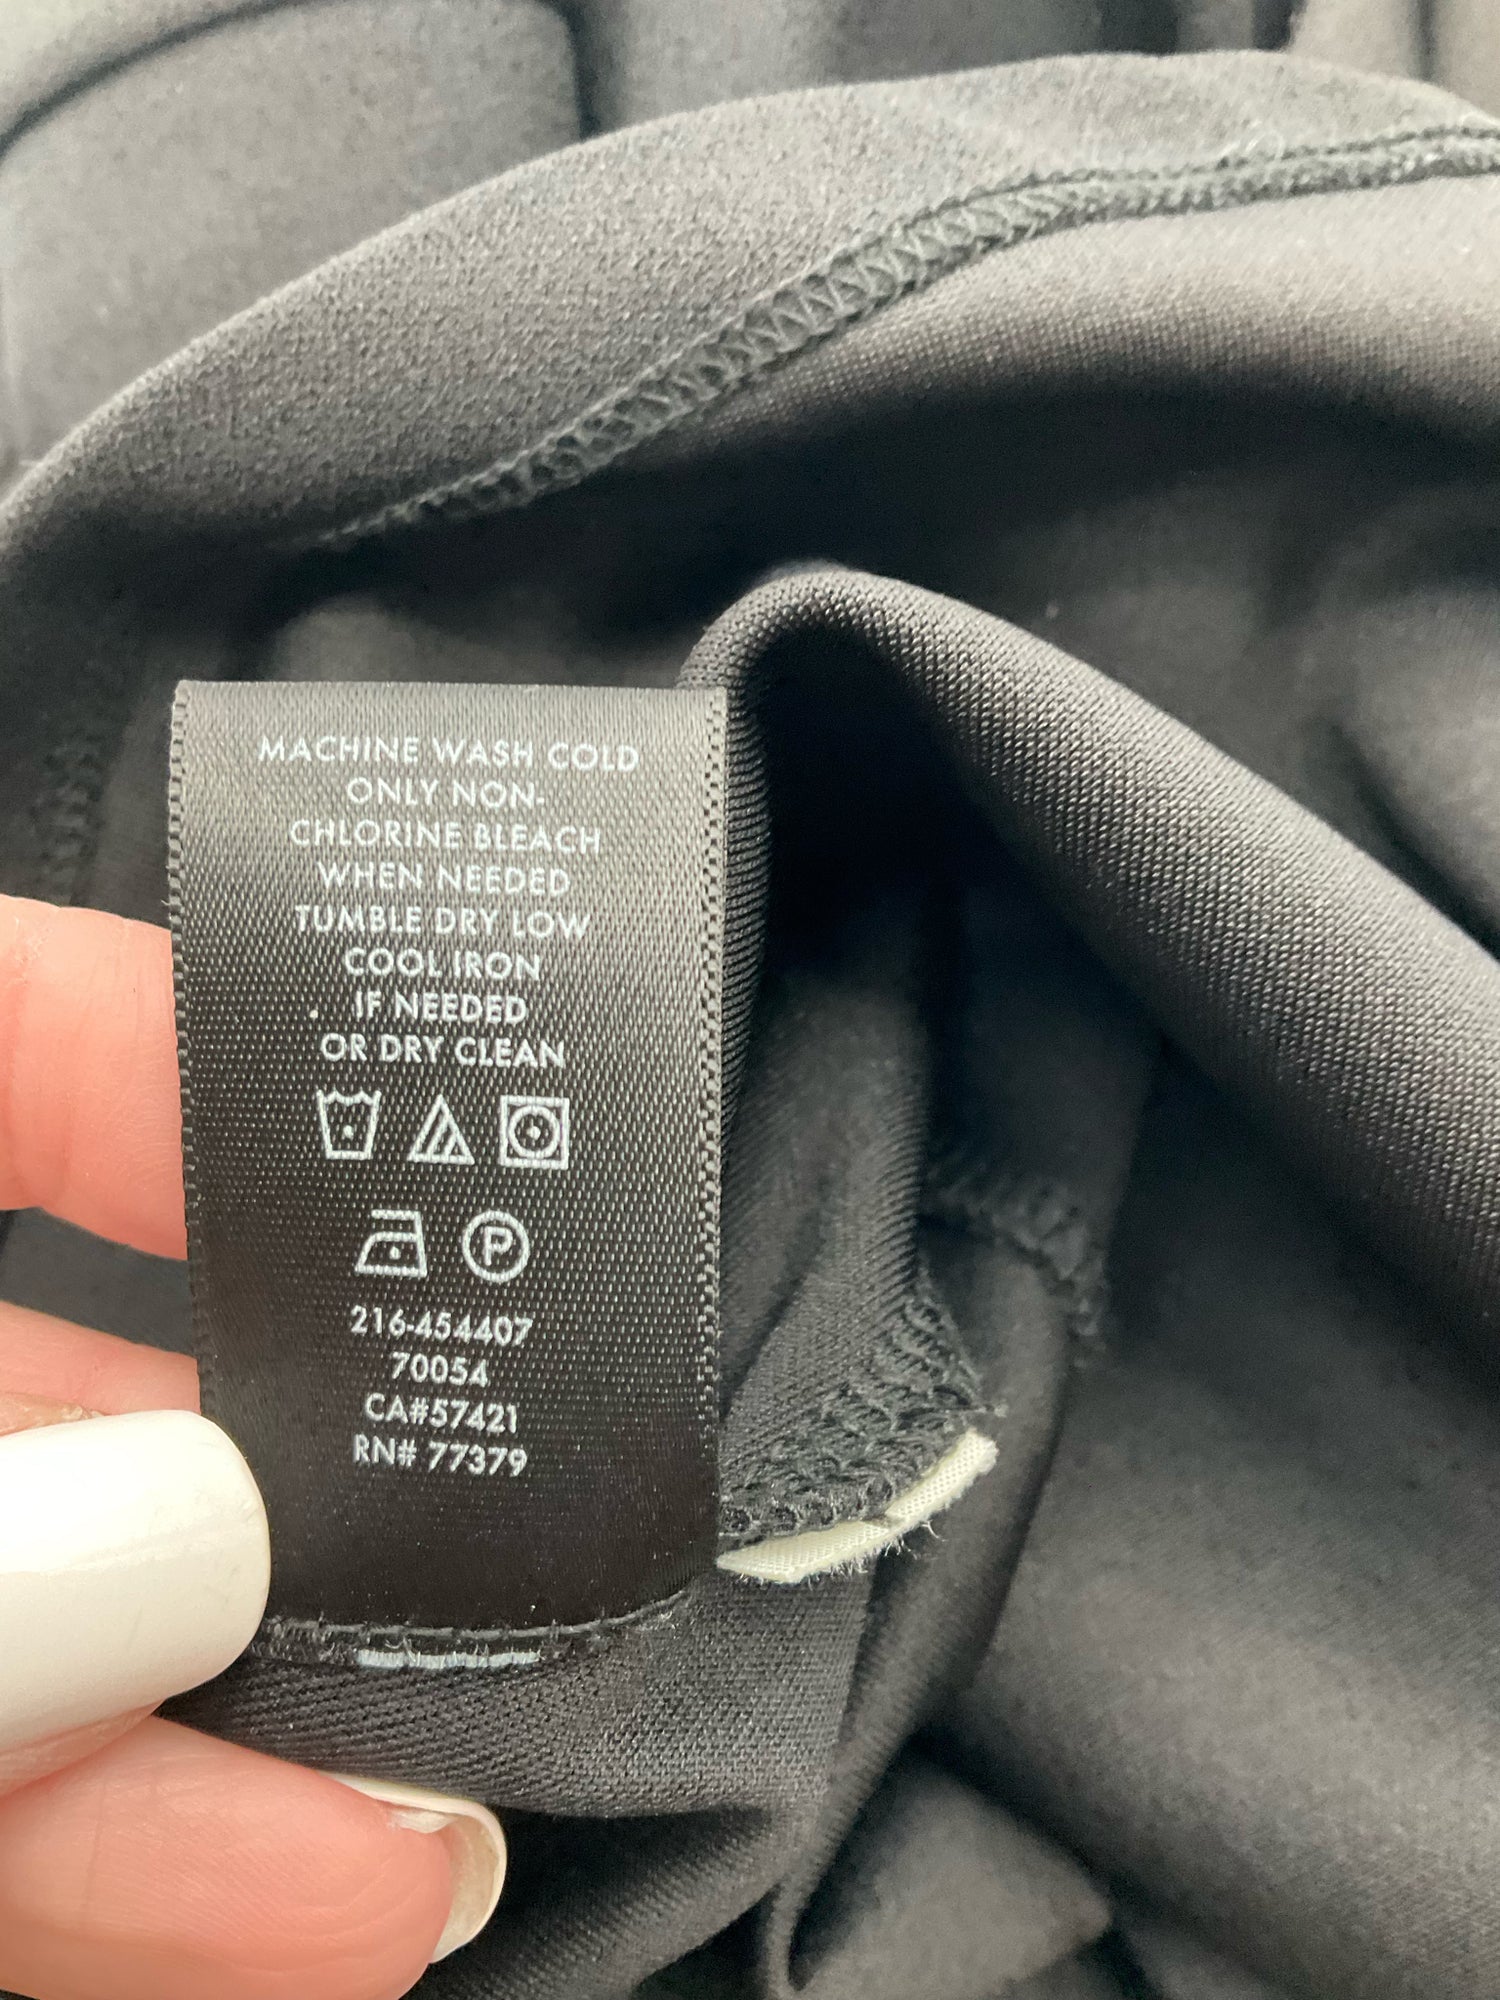 MACHINE WASH COLD
ONLY NON-
CHLORINE BLEACH
WHEN NEEDED
TUMBLE DRY LOW
COOL IRON
IF NEEDED
OR DRY CLEAN
P
216-454407
70054
CA#57421
RN# 77379